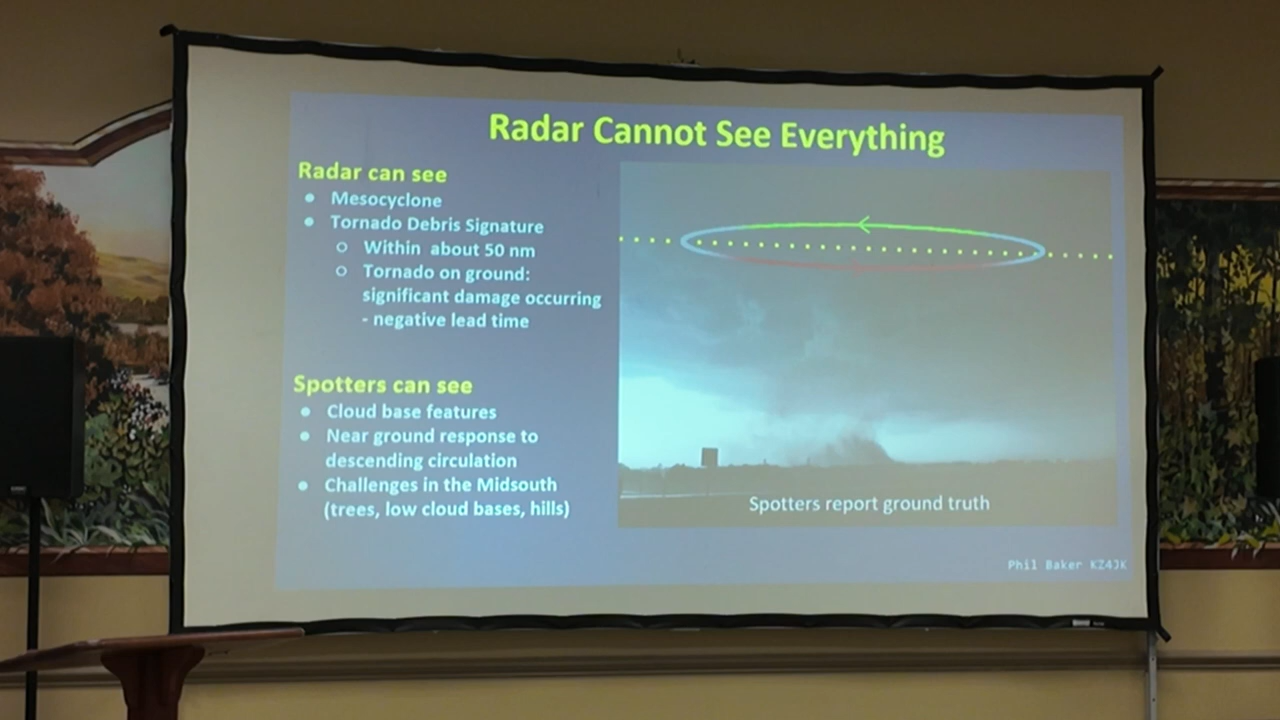 Radar Cannot See Everything
Radar can see
● Mesocyclone
● Tornado Debris Signature
○ Within about 50 nm
○ Tornado on ground:
significant damage occurring
- negative lead time
Spotters can see
● Cloud base features
● Near ground response to
descending circulation
● Challenges in the Midsouth
(trees, low cloud bases, hills)
Spotters report ground truth
Phil Baker KZ4JK